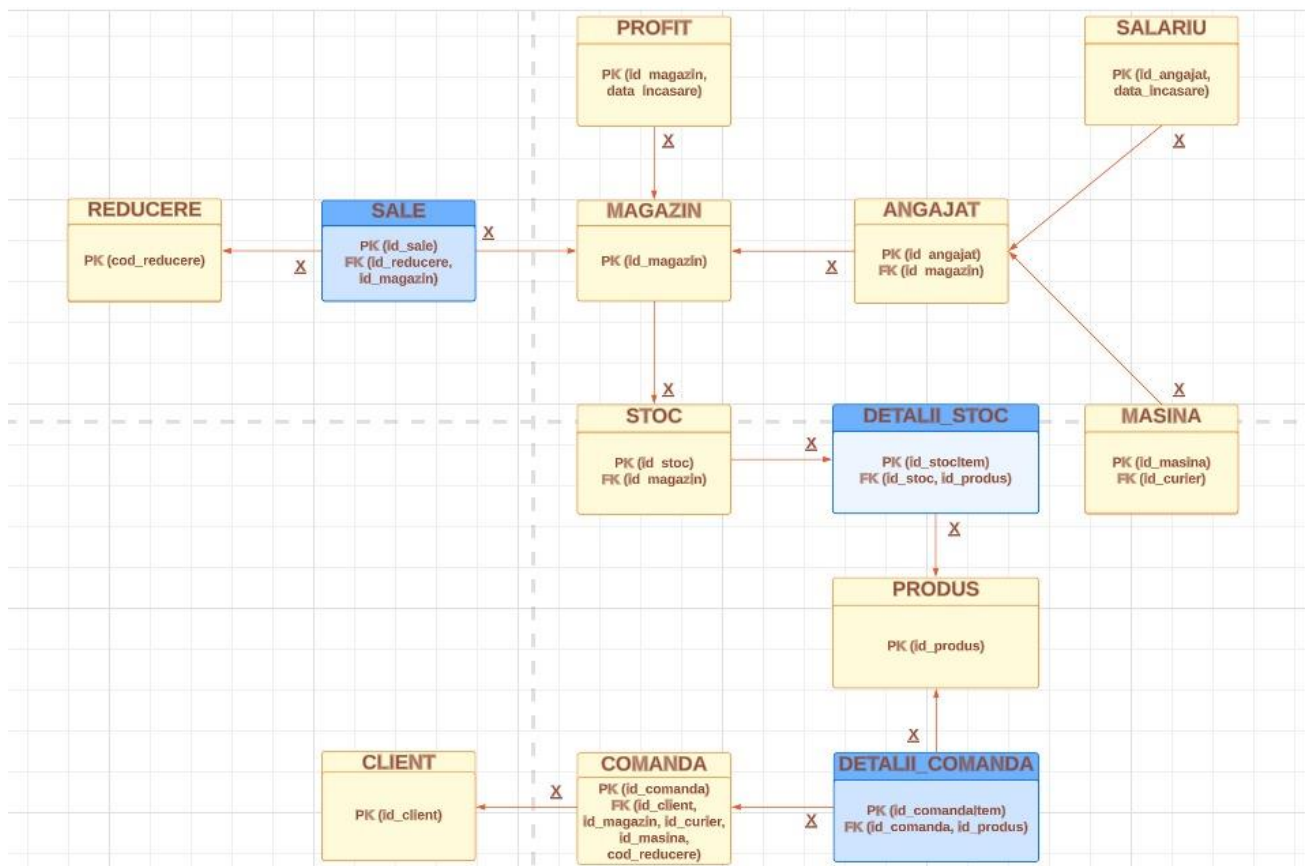 PROFIT
PK (id_magazin,
data_incasare)
X
SALARIU
PK (id_angajat,
data_incasare)
X
REDUCERE
PK (cod_reducere)
X
SALE
PK (id_sale)
FK (id_reducere,
id_magazin)
X
MAGAZIN
PK (id_magazin)
X
ANGAJAT
PK (id_angajat)
FK (id_magazin)
X
X
STOC
PK (id_stoc)
FK (id_magazin)
X
DETALII_STOC
PK (id_stocItem)
FK (id_stoc, id_produs)
X
MASINA
PK (id_masina)
FK (id_curier)
PRODUS
PK (id_produs)
X
CLIENT
PK (id_client)
X
COMANDA
PK (id_comanda)
FK (id_client,
id_magazin, id_curier,
id_masina,
cod_reducere)
X
DETALII_COMANDA
PK (id_comandaItem)
FK (id_comanda, id_produs)